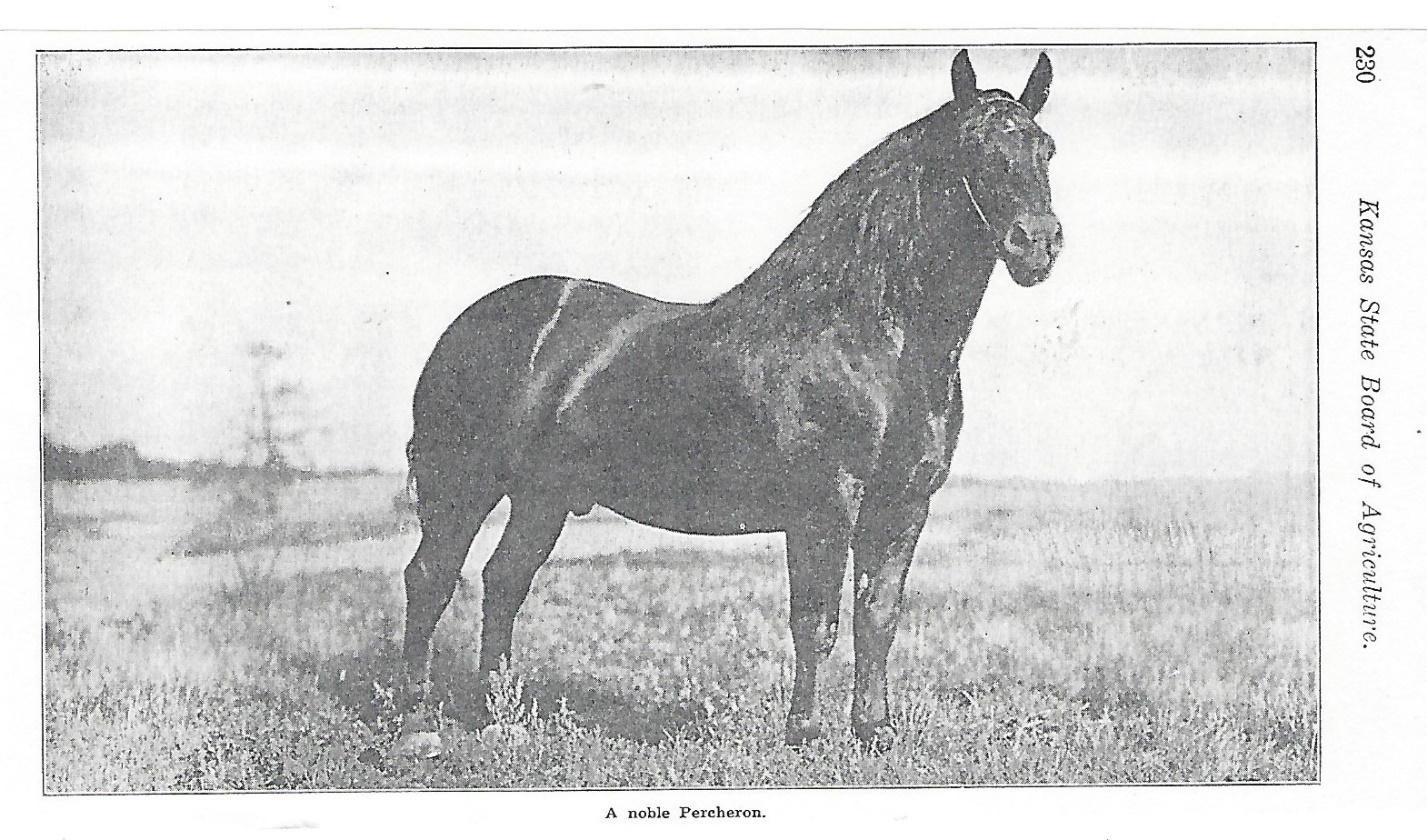 230
Kansas State Board of Agriculture.
A noble Percheron.